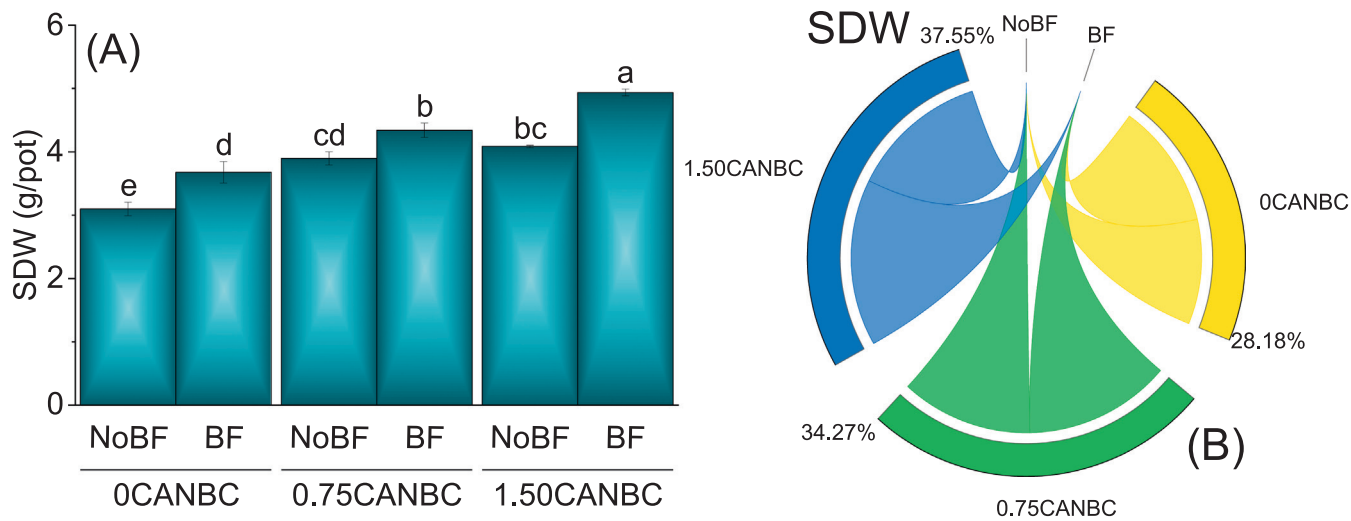 (A)
SDW (g/pot)
6
4
2
0
e
d
cd
b
bc
a
NoBF BF NoBF BF NoBF BF
0CANBC 0.75CANBC 1.50CANBC
SDW
37.55%
NoBF
BF
1.50CANBC
0CANBC
28.18%
34.27%
(B)
0.75CANBC